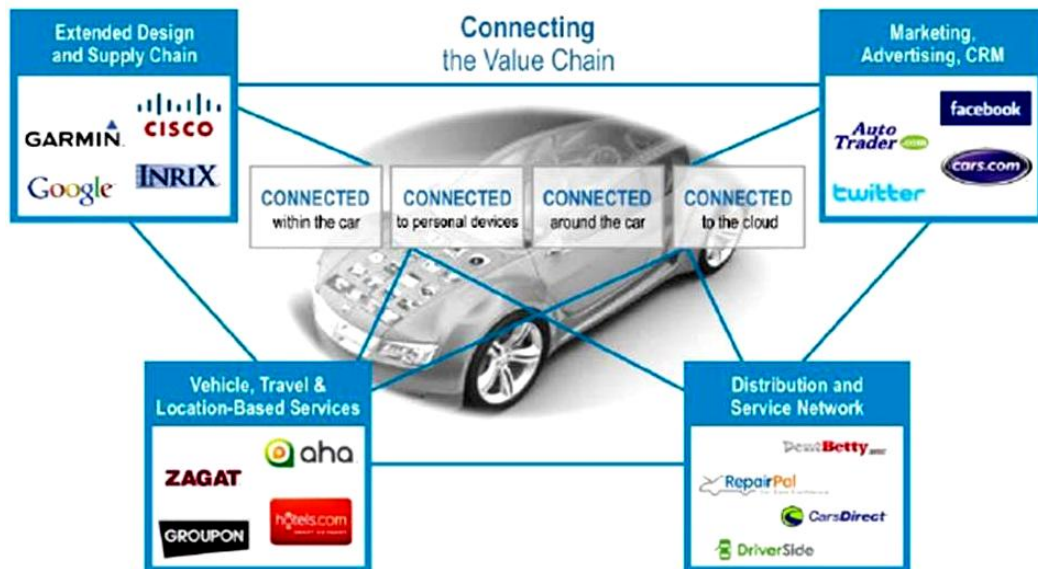 Connecting
the Value Chain
Extended Design
and Supply Chain
GARMIN
CISCO
Google
INRIX
Marketing,
Advertising, CRM
facebook
Auto
Trader.com
cars.com
twitter
CONNECTED
within the car
CONNECTED
to personal devices
CONNECTED
around the car
CONNECTED
to the cloud
Vehicle, Travel &
Location-Based Services
ZAGAT
aha
GROUPON
hotels.com
Distribution and
Service Network
DentBetty
RepairPal
CarsDirect
DriverSide